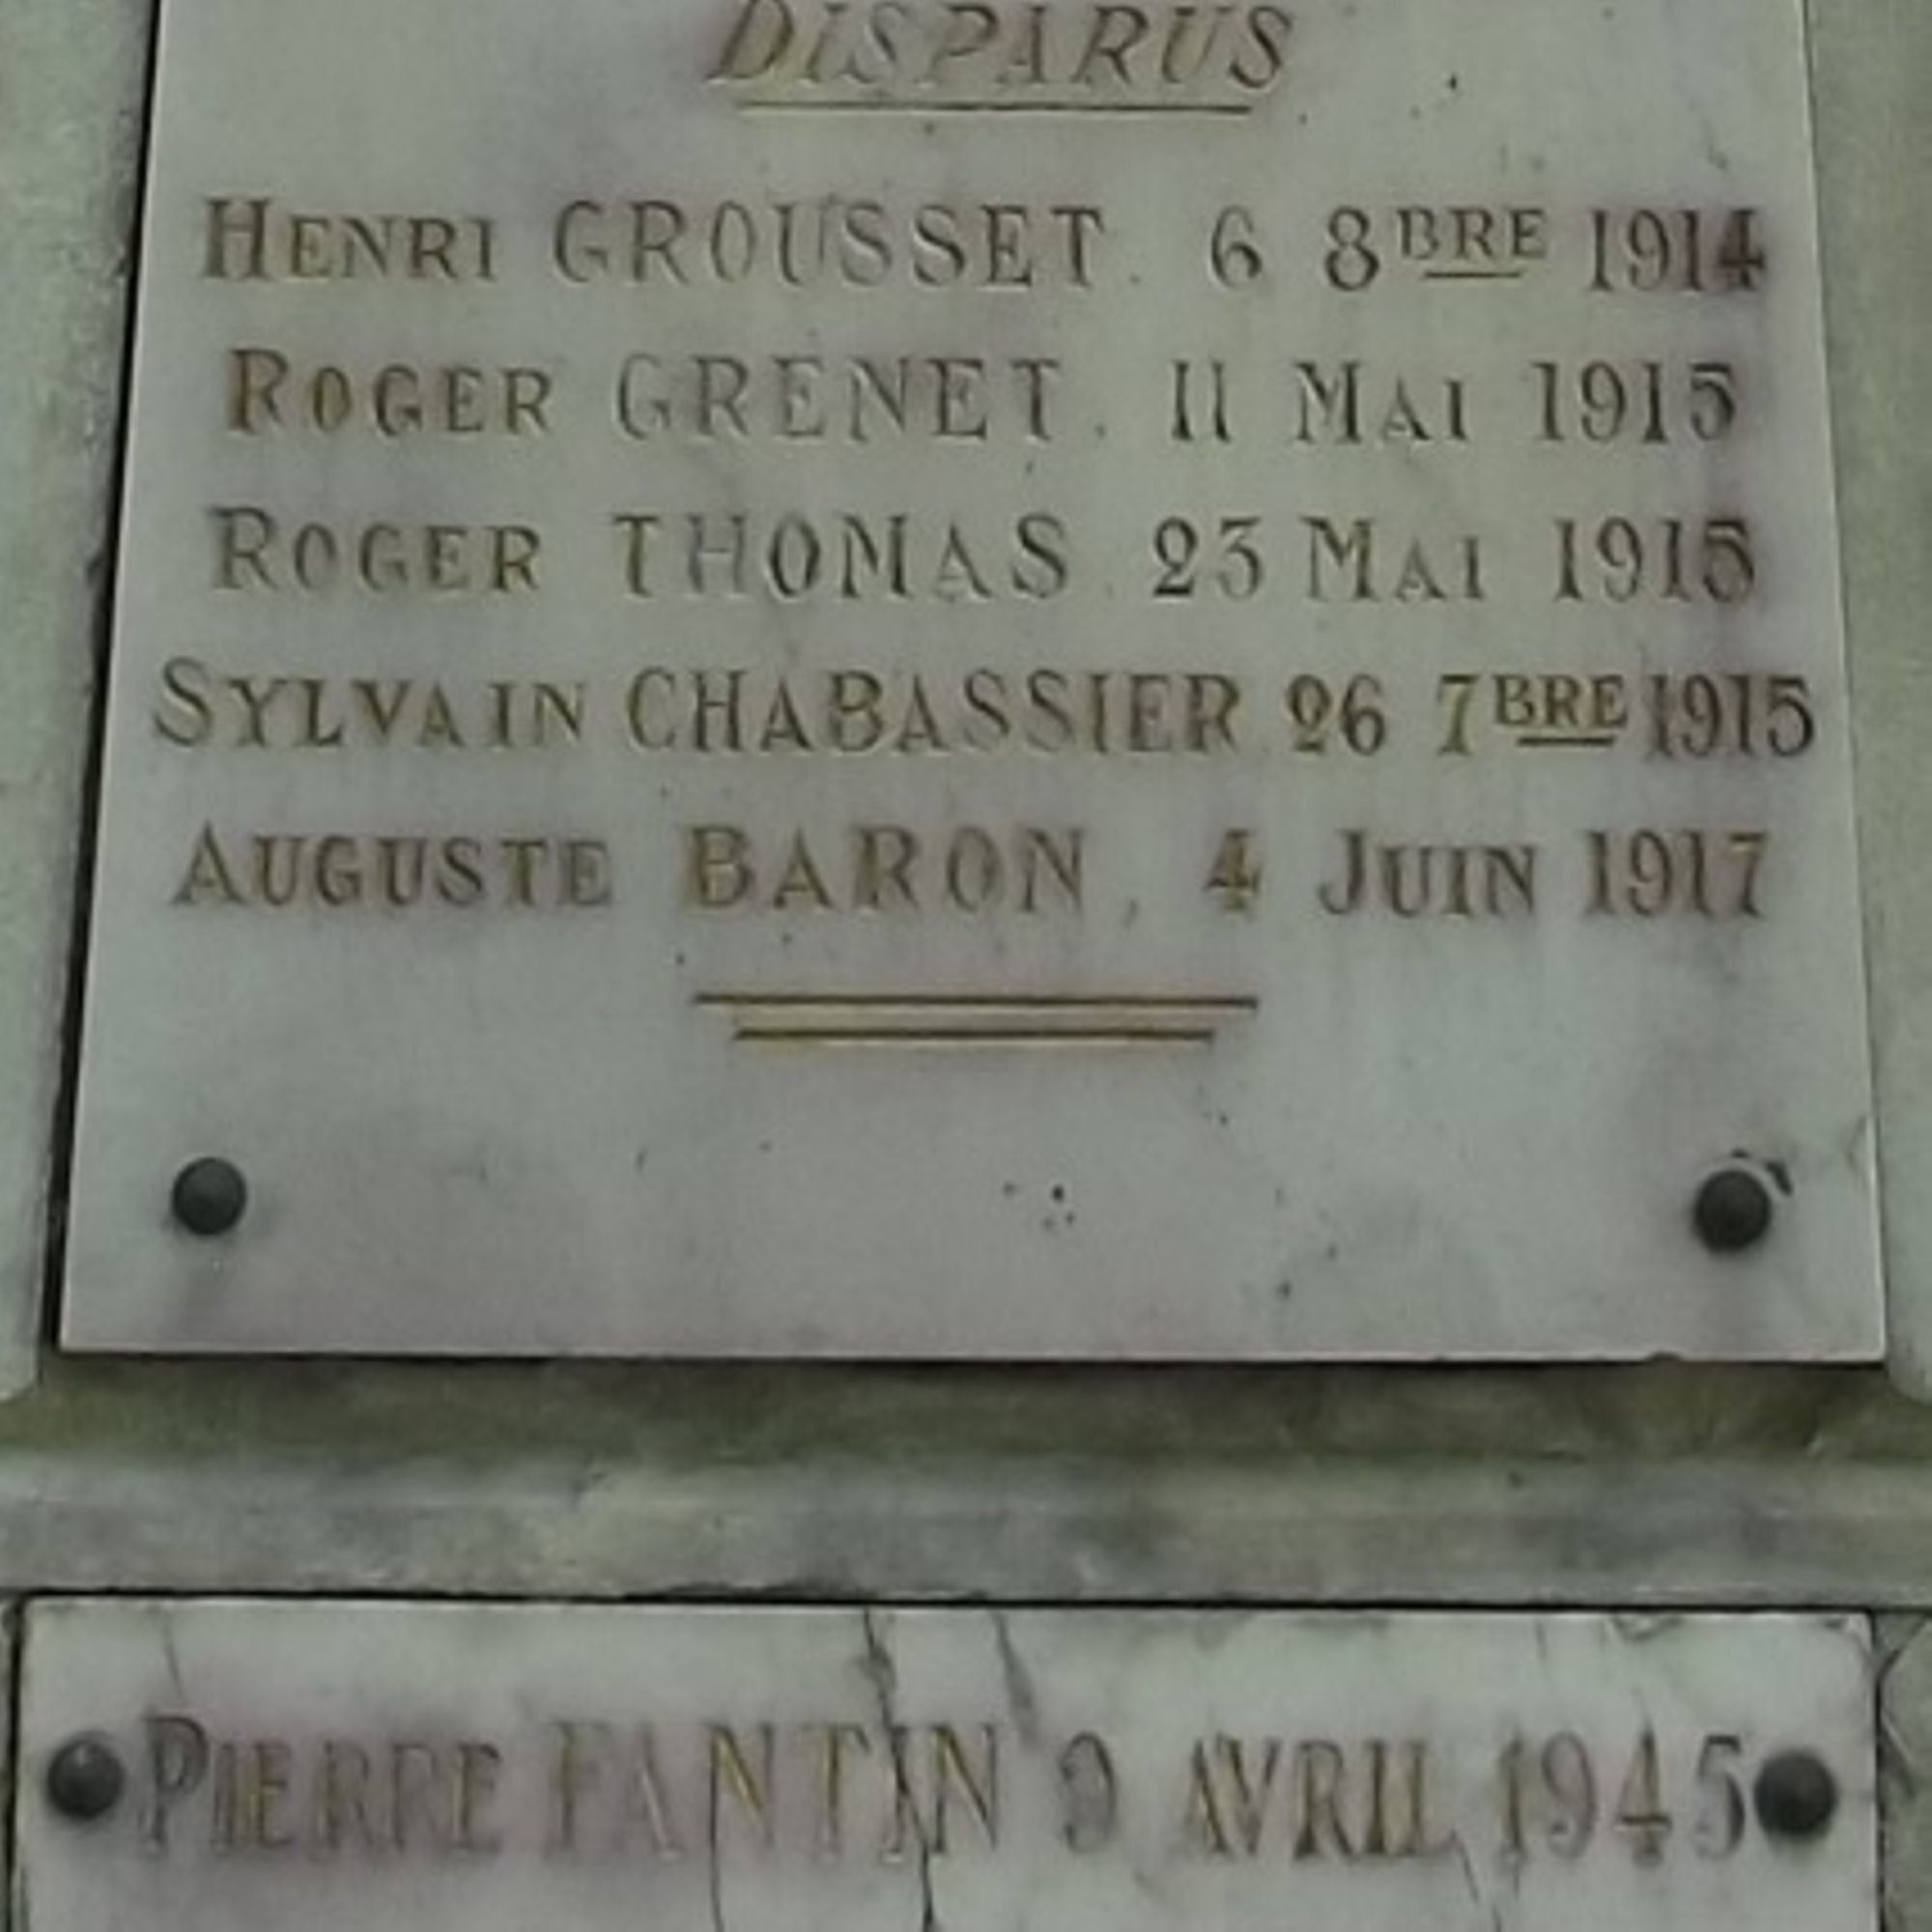 DISPARUS
HENRI GROUSSET. 6 8BRE 1914
ROGER GRENET. 11 MAI 1915
ROGER THOMAS. 23 MAI 1915
SYLVAIN CHABASSIER 26 7BRE 1915
AUGUSTE BARON, 4 JUIN 1917
PIERRE FANTIN 9 AVRIL 1945